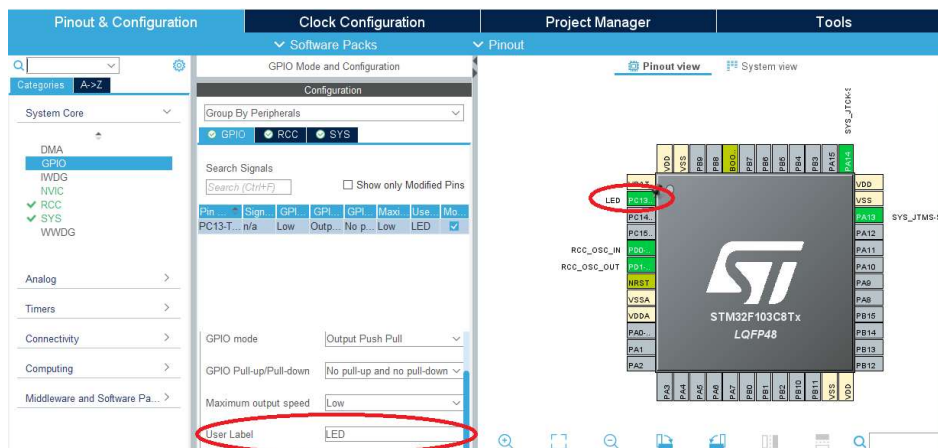 Pinout & Configuration
Clock Configuration
Project Manager
Tools
Software Packs
Pinout
Categories
A->Z
System Core
DMA
GPIO
IWDG
NVIC
RCC
SYS
WWDG
Analog
Timers
Connectivity
Computing
Middleware and Software Pa...
GPIO Mode and Configuration
Configuration
Group By Peripherals
GPIO RCC SYS
Search Signals
Search (Ctrl+F)
Show only Modified Pins
Pin ... Sign... GPI... GPI... GPI... Maxi... Use... Mo...
PC13-T... n/a Low Outp... No p... Low LED
GPIO mode Output Push Pull
GPIO Pull-up/Pull-down No pull-up and no pull-down
Maximum output speed Low
User Label LED
Pinout view System view
SYS_JTCK-S
VDD VSS PB9 PB8 BOO... PB7 PB6 PB5 PB4 PB3 PA15 PA14
VDD
LED PC13... VSS
PC14... PA13 SYS_JTMS-S
PC15... PA12
RCC_OSC_IN PD0-... PA11
RCC_OSC_OUT PD1-... PA10
NRST PA9
VSSA PA8
VDDA PB15
PA0-... PB14
PA1 PB13
PA2 PB12
ST
STM32F103C8Tx
LQFP48
PA3 PA4 PA5 PA6 PA7 PB0 PB1 PB2 PB10 PB11 VSS VDD